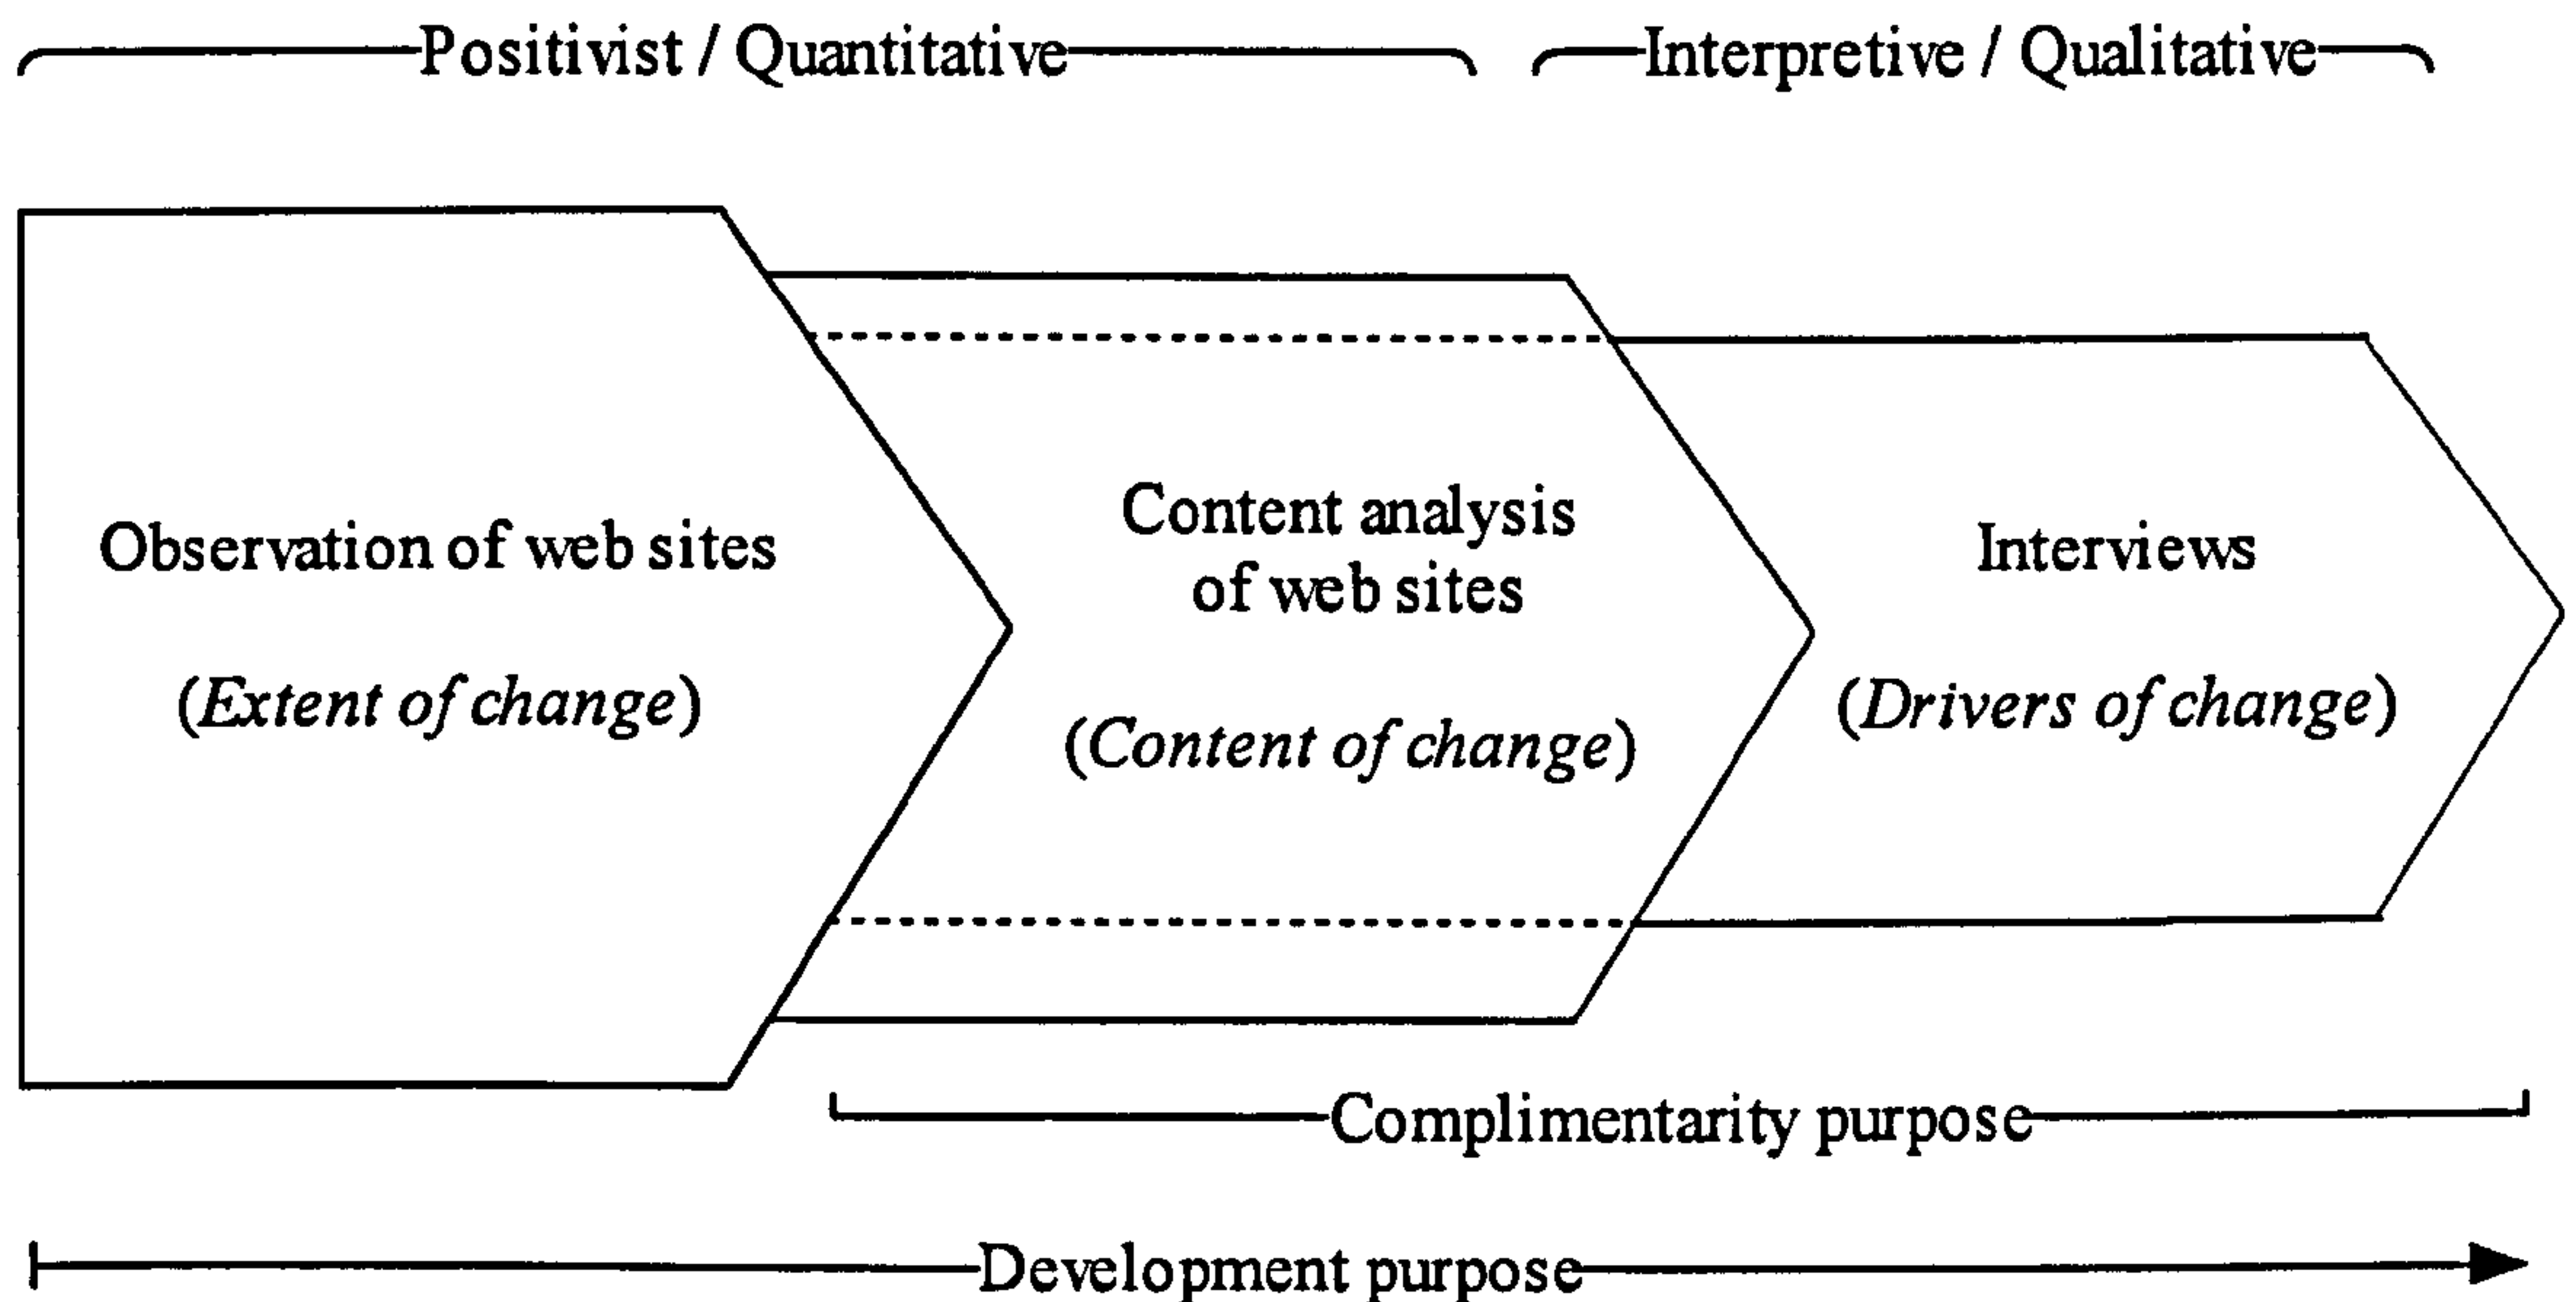 Positivist / Quantitative
Interpretive / Qualitative
Observation of web sites
(Extent of change)
Content analysis
of web sites
(Content of change)
Interviews
(Drivers of change)
Complimentarity purpose
Development purpose